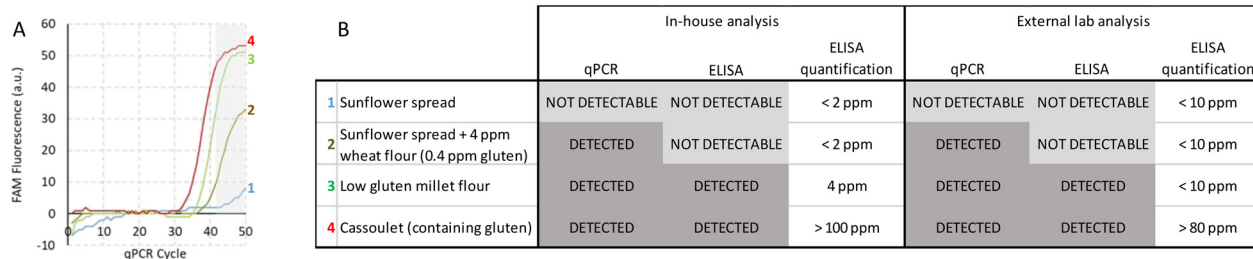 A
60
50
40
30
20
10
0
-10
FAM Fluorescence (a.u.)
0 10 20 30 40 50
qPCR Cycle
4
3
2
1
B
In-house analysis External lab analysis
qPCR ELISA ELISA quantification qPCR ELISA ELISA quantification
1 Sunflower spread NOT DETECTABLE NOT DETECTABLE < 2 ppm NOT DETECTABLE NOT DETECTABLE < 10 ppm
2 Sunflower spread + 4 ppm
wheat flour (0.4 ppm gluten) DETECTED NOT DETECTABLE < 2 ppm DETECTED NOT DETECTABLE < 10 ppm
3 Low gluten millet flour DETECTED DETECTED 4 ppm DETECTED DETECTED < 10 ppm
4 Cassoulet (containing gluten) DETECTED DETECTED > 100 ppm DETECTED DETECTED > 80 ppm